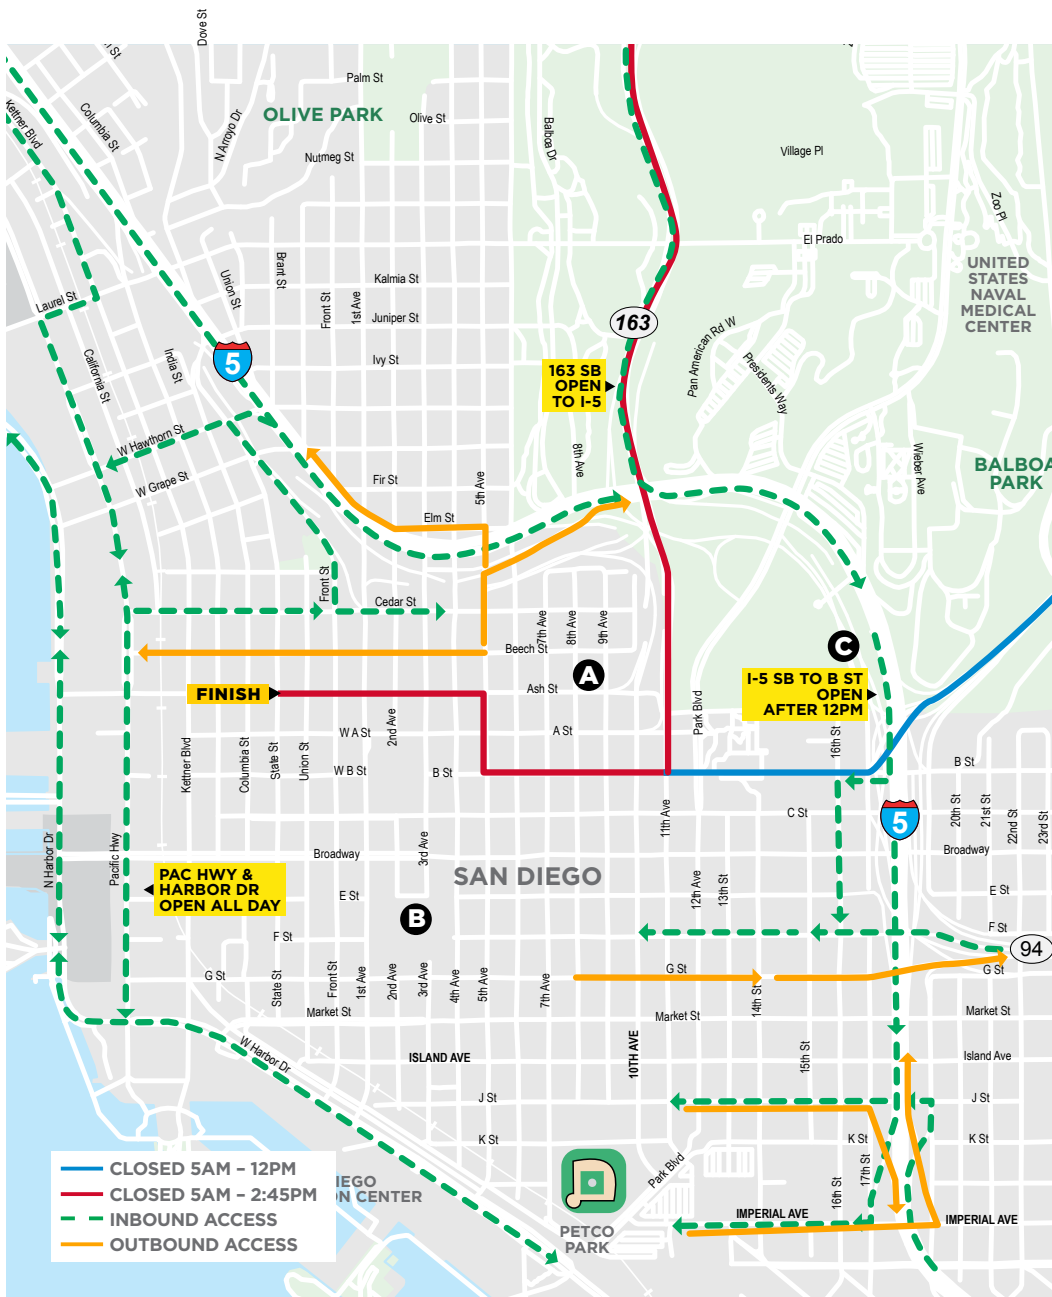 Dove St
Kettner Blvd
Columbia St
N Arroyo Dr
Palm St
OLIVE PARK
Olive St
Nutmeg St
Balboa Dr
Village Pl
Zoo Pl
El Prado
UNITED
STATES
NAVAL
MEDICAL
CENTER
Laurel St
Union St
Brant St
Kalmia St
Front St
1st Ave
Juniper St
Ivy St
163
5
California St
India St
163 SB
OPEN
TO I-5
Pan American Rd W
Presidents Way
W Hawthorn St
W Grape St
Fir St
5th Ave
8th Ave
Wieber Ave
BALBOA
PARK
Elm St
Front St
Cedar St
7th Ave
8th Ave
9th Ave
Beech St
A
C
FINISH
Ash St
I-5 SB TO B ST
OPEN
AFTER 12PM
Park Blvd
16th St
2nd Ave
W A St
A St
Kettner Blvd
Columbia St
State St
Union St
W B St
B St
B St
11th Ave
C St
5
20th St
21st St
22nd St
23rd St
N Harbor Dr
Pacific Hwy
Broadway
3rd Ave
Broadway
SAN DIEGO
PAC HWY &
HARBOR DR
OPEN ALL DAY
E St
B
12th Ave
13th St
E St
F St
F St
94
G St
State St
Front St
1st Ave
2nd Ave
3rd Ave
4th Ave
5th Ave
7th Ave
G St
14th St
G St
Market St
Market St
Market St
W Harbor Dr
ISLAND AVE
10TH AVE
15th St
Island Ave
J St
J St
K St
K St
17th St
K St
Park Blvd
16th St
IMPERIAL AVE
IMPERIAL AVE
PETCO
PARK
IEGO
ON CENTER
CLOSED 5AM – 12PM
CLOSED 5AM – 2:45PM
INBOUND ACCESS
OUTBOUND ACCESS